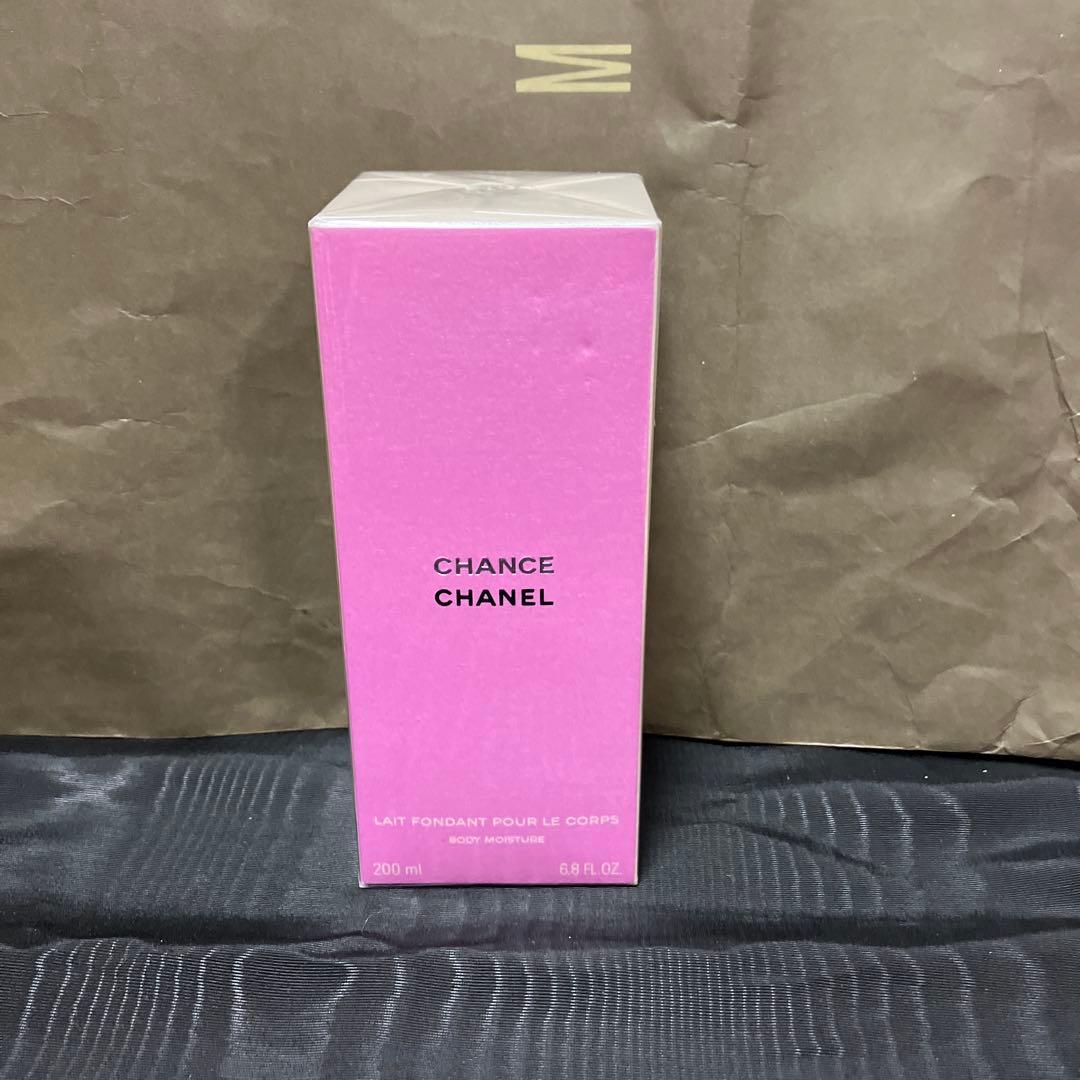 M
CHANCE
CHANEL
LAIT FONDANT POUR LE CORPS
BODY MOISTURE
200 ml 6.8 FL. OZ.